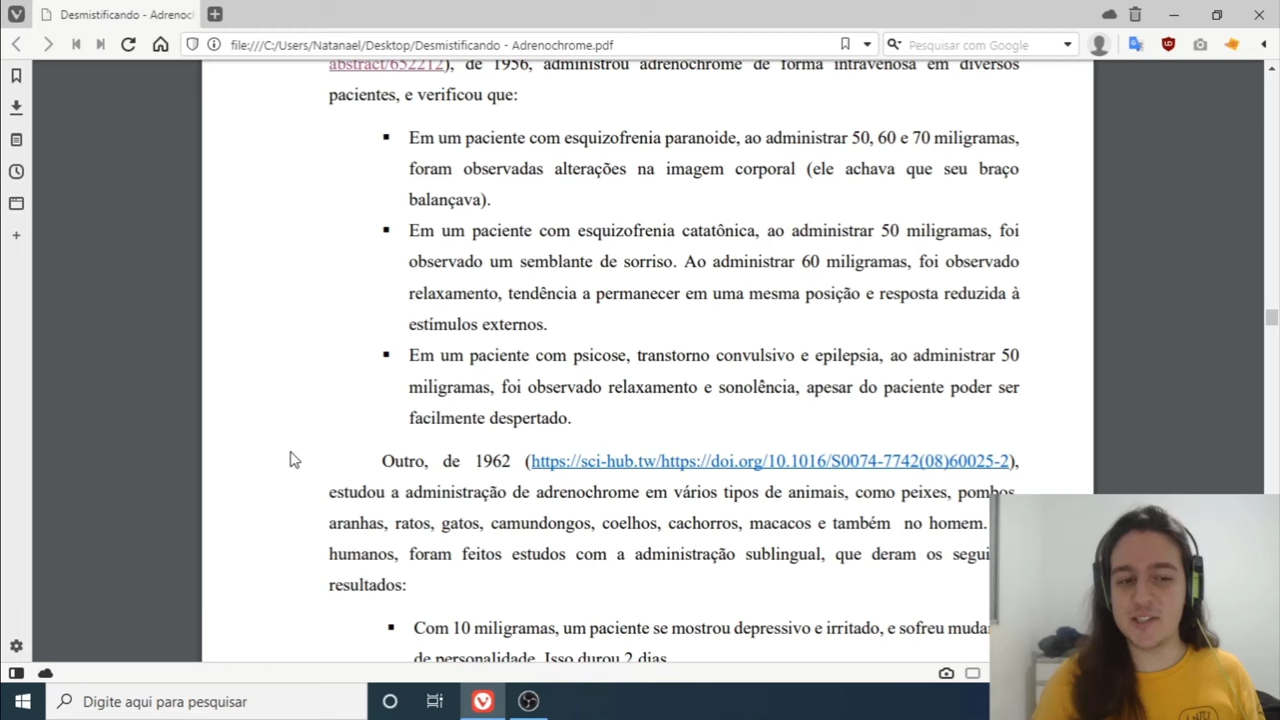 Desmistificando - Adrenoc
file:///C:/Users/Natanael/Desktop/Desmistificando - Adrenochrome.pdf
Pesquisar com Google
abstract/652212), de 1956, administrou adrenochrome de forma intravenosa em diversos
pacientes, e verificou que:
▪ Em um paciente com esquizofrenia paranoide, ao administrar 50, 60 e 70 miligramas,
foram observadas alterações na imagem corporal (ele achava que seu braço
balançava).
▪ Em um paciente com esquizofrenia catatônica, ao administrar 50 miligramas, foi
observado um semblante de sorriso. Ao administrar 60 miligramas, foi observado
relaxamento, tendência a permanecer em uma mesma posição e resposta reduzida à
estímulos externos.
▪ Em um paciente com psicose, transtorno convulsivo e epilepsia, ao administrar 50
miligramas, foi observado relaxamento e sonolência, apesar do paciente poder ser
facilmente despertado.
Outro, de 1962 (https://sci-hub.tw/https://doi.org/10.1016/S0074-7742(08)60025-2),
estudou a administração de adrenochrome em vários tipos de animais, como peixes, pombos,
aranhas, ratos, gatos, camundongos, coelhos, cachorros, macacos e também no homem.
humanos, foram feitos estudos com a administração sublingual, que deram os segui
resultados:
▪ Com 10 miligramas, um paciente se mostrou depressivo e irritado, e sofreu muda
de personalidade. Isso durou 2 dias
Digite aqui para pesquisar